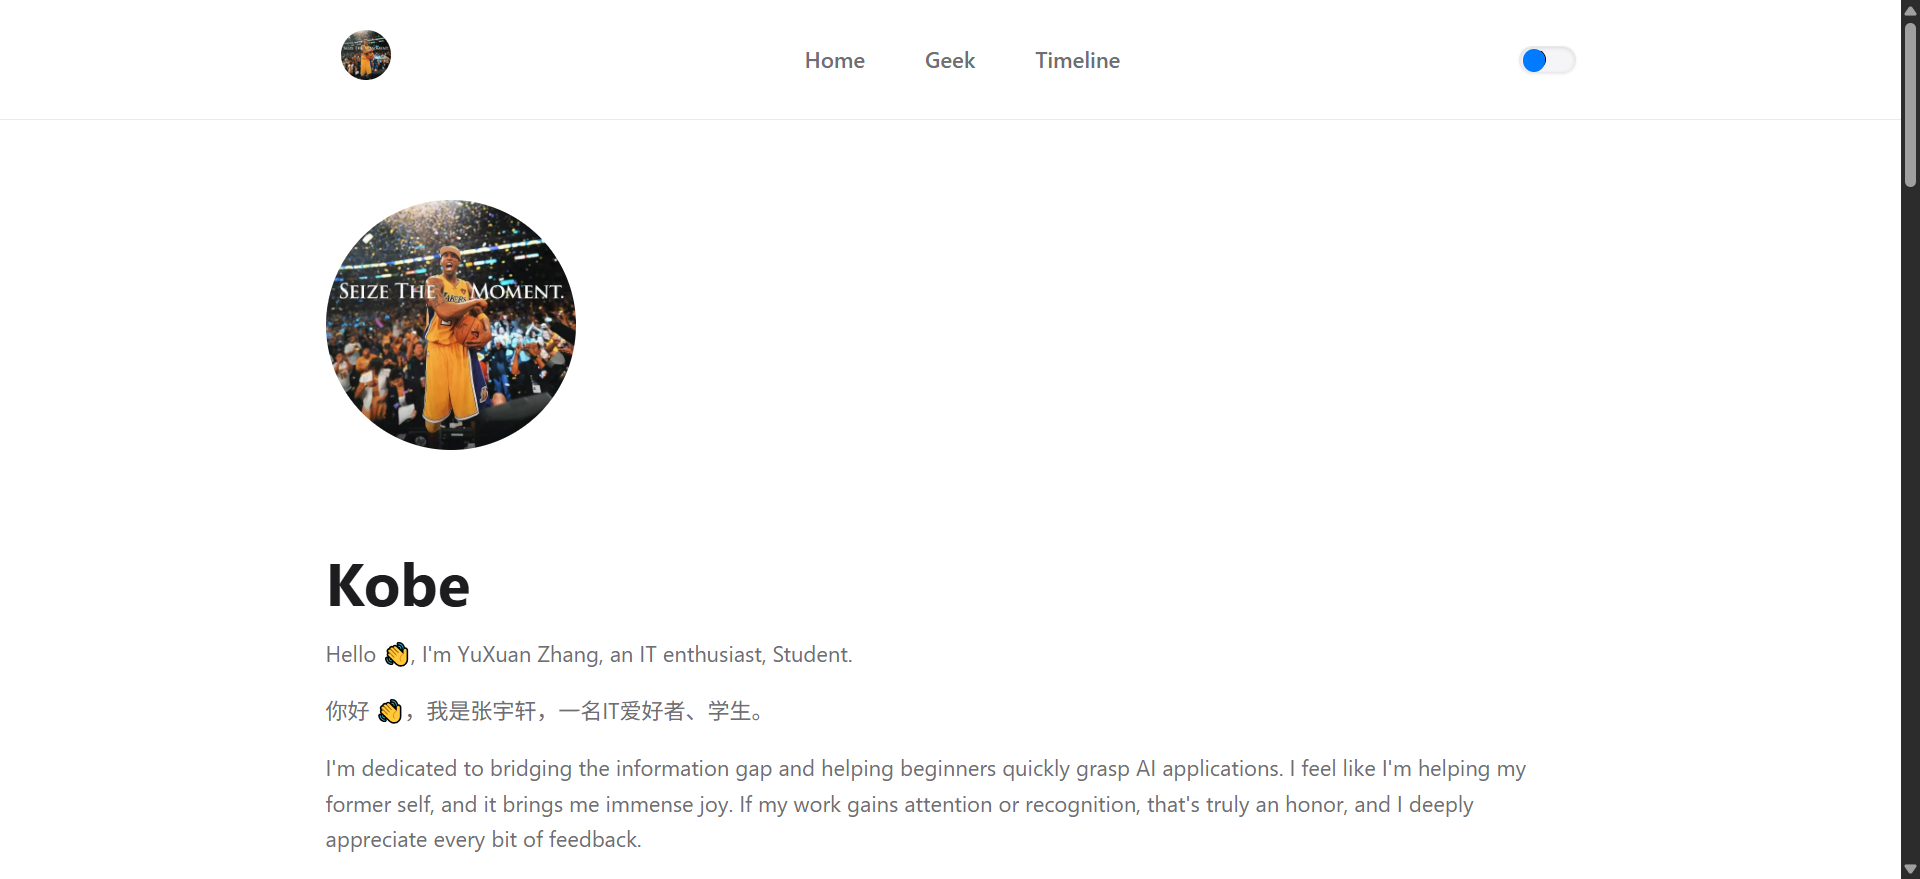 Home Geek Timeline
SEIZE THE MOMENT.
LAKERS
Kobe
Hello 👋, I'm YuXuan Zhang, an IT enthusiast, Student.
你好 👋，我是张宇轩，一名IT爱好者、学生。
I'm dedicated to bridging the information gap and helping beginners quickly grasp AI applications. I feel like I'm helping my
former self, and it brings me immense joy. If my work gains attention or recognition, that's truly an honor, and I deeply
appreciate every bit of feedback.